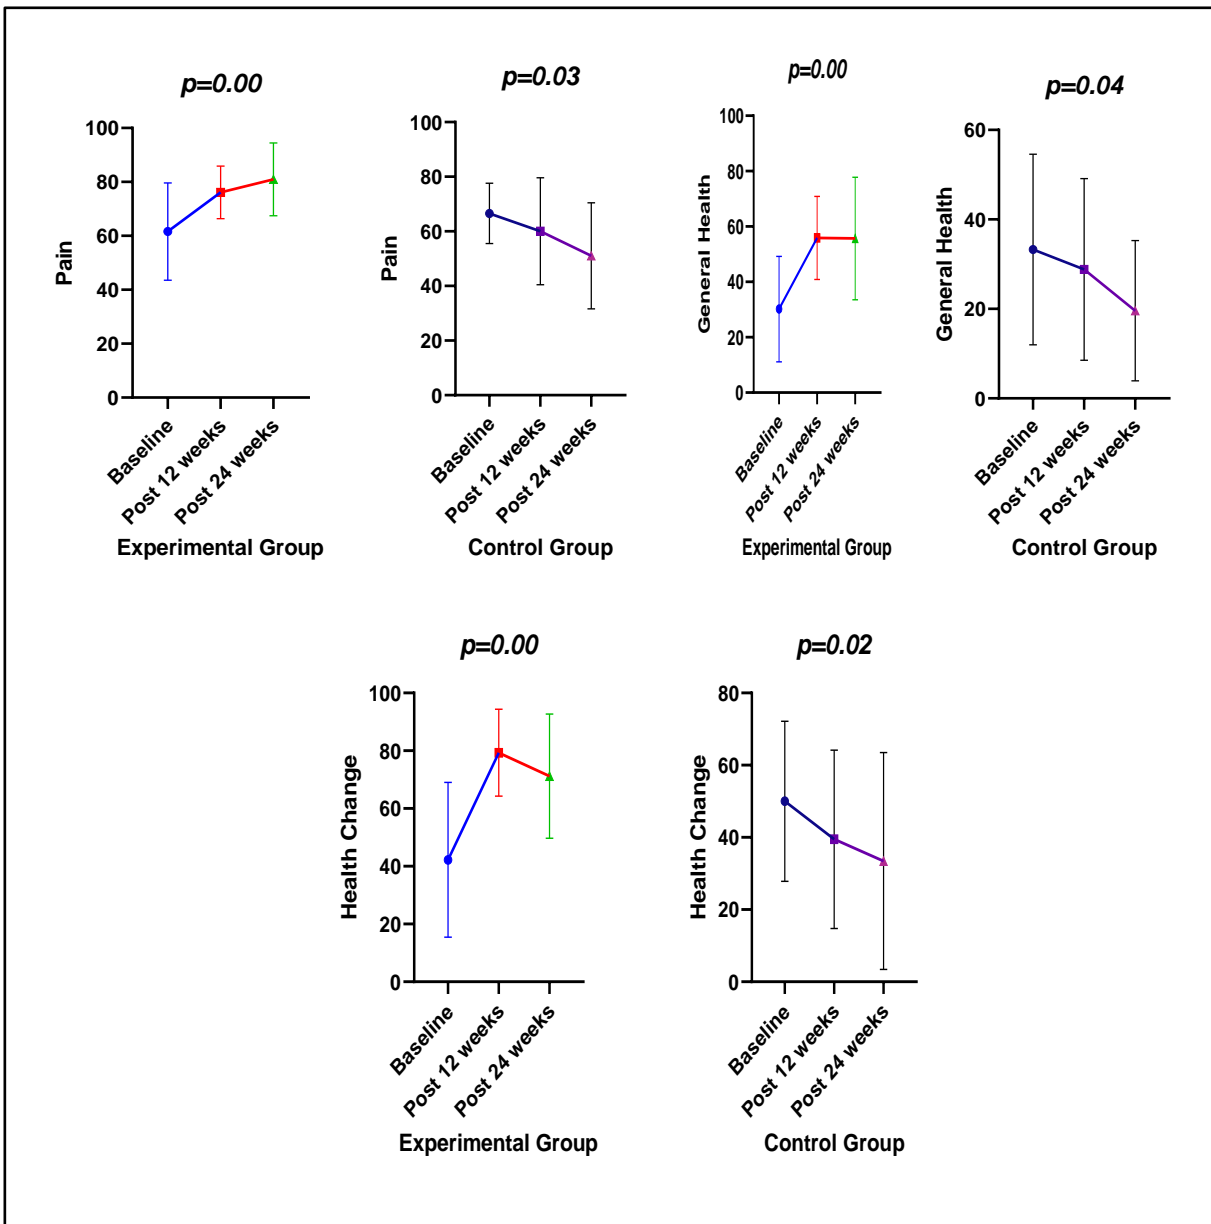 p=0.00
100
80
60
40
20
0
Pain
Baseline
Post 12 weeks
Post 24 weeks
Experimental Group
p=0.03
100
80
60
40
20
0
Pain
Baseline
Post 12 weeks
Post 24 weeks
Control Group
p=0.00
100
80
60
40
20
0
General Health
Baseline
Post 12 weeks
Post 24 weeks
Experimental Group
p=0.04
60
40
20
0
General Health
Baseline
Post 12 weeks
Post 24 weeks
Control Group
p=0.00
100
80
60
40
20
0
Health Change
Baseline
Post 12 weeks
Post 24 weeks
Experimental Group
p=0.02
80
60
40
20
0
Health Change
Baseline
Post 12 weeks
Post 24 weeks
Control Group